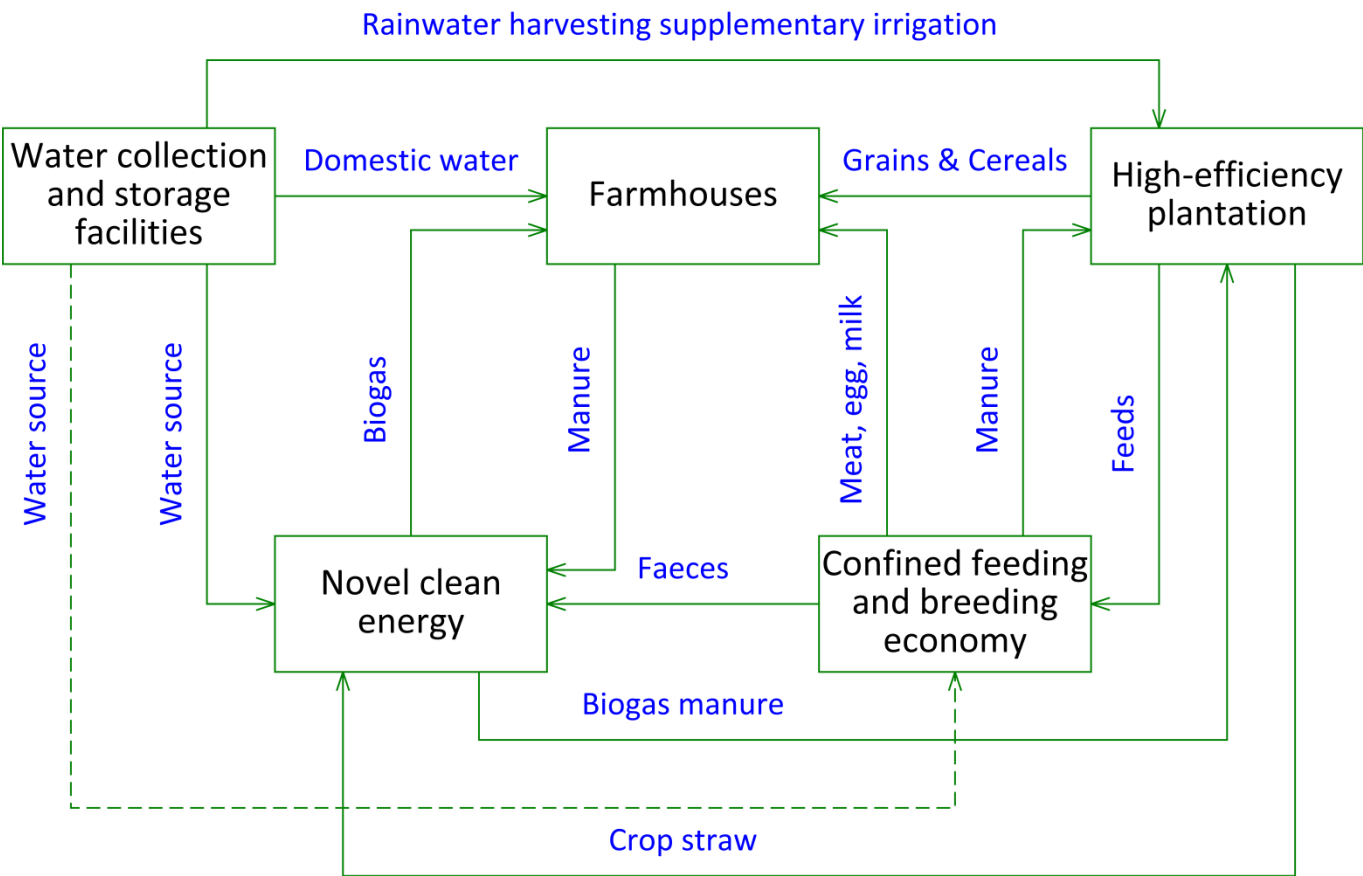 Rainwater harvesting supplementary irrigation
Water collection
and storage
facilities
Domestic water
Farmhouses
Grains & Cereals
High-efficiency
plantation
Water source
Water source
Biogas
Manure
Meat, egg, milk
Manure
Feeds
Novel clean
energy
Faeces
Confined feeding
and breeding
economy
Biogas manure
Crop straw